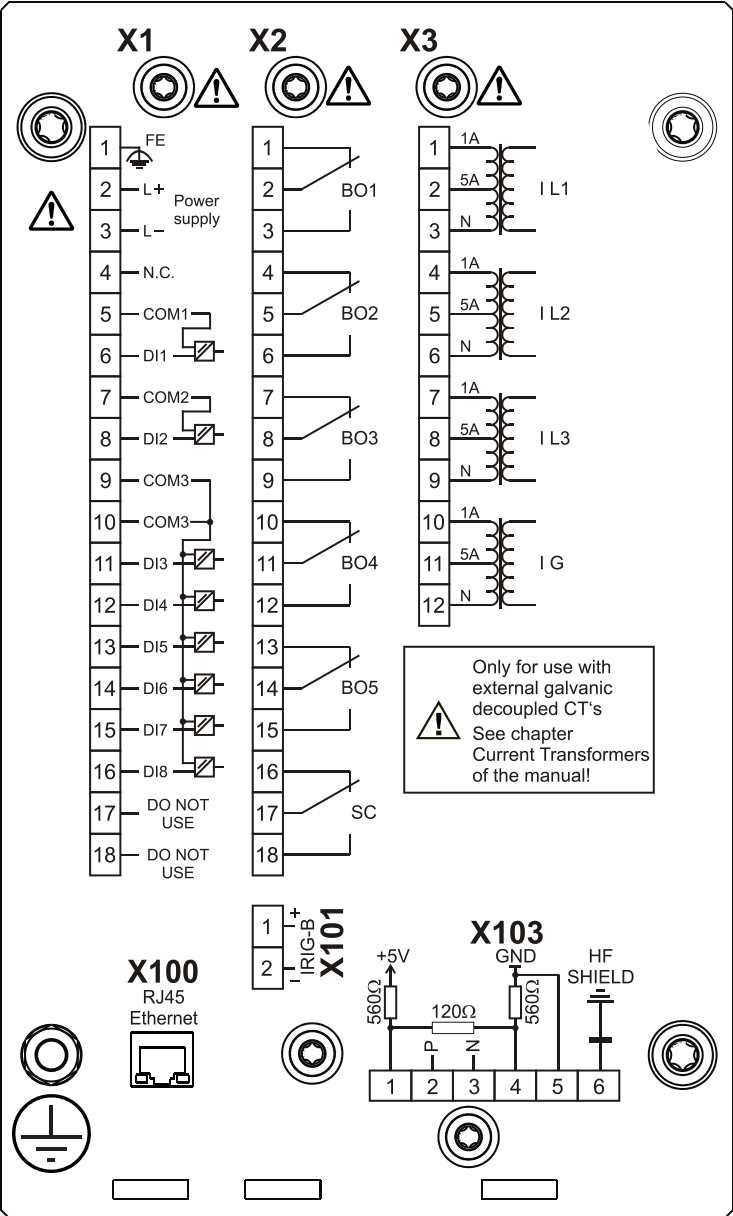 X1 X2 X3
1 FE
2 L+
Power
supply
3 L−
4 N.C.
5 COM1
6 DI1
7 COM2
8 DI2
9 COM3
10 COM3
11 DI3
12 DI4
13 DI5
14 DI6
15 DI7
16 DI8
17 DO NOT
USE
18 DO NOT
USE
1
2 BO1
3
4
5 BO2
6
7
8 BO3
9
10
11 BO4
12
13
14 BO5
15
16
17 SC
18
1 1A
2 5A I L1
3 N
4 1A
5 5A I L2
6 N
7 1A
8 5A I L3
9 N
10 1A
11 5A I G
12 N
! Only for use with
external galvanic
decoupled CT‘s
See chapter
Current Transformers
of the manual!
1 +
2 −
IRIG-B
X101
X100
RJ45
Ethernet
X103
+5V GND HF
SHIELD
560Ω 120Ω 560Ω
P N
1 2 3 4 5 6